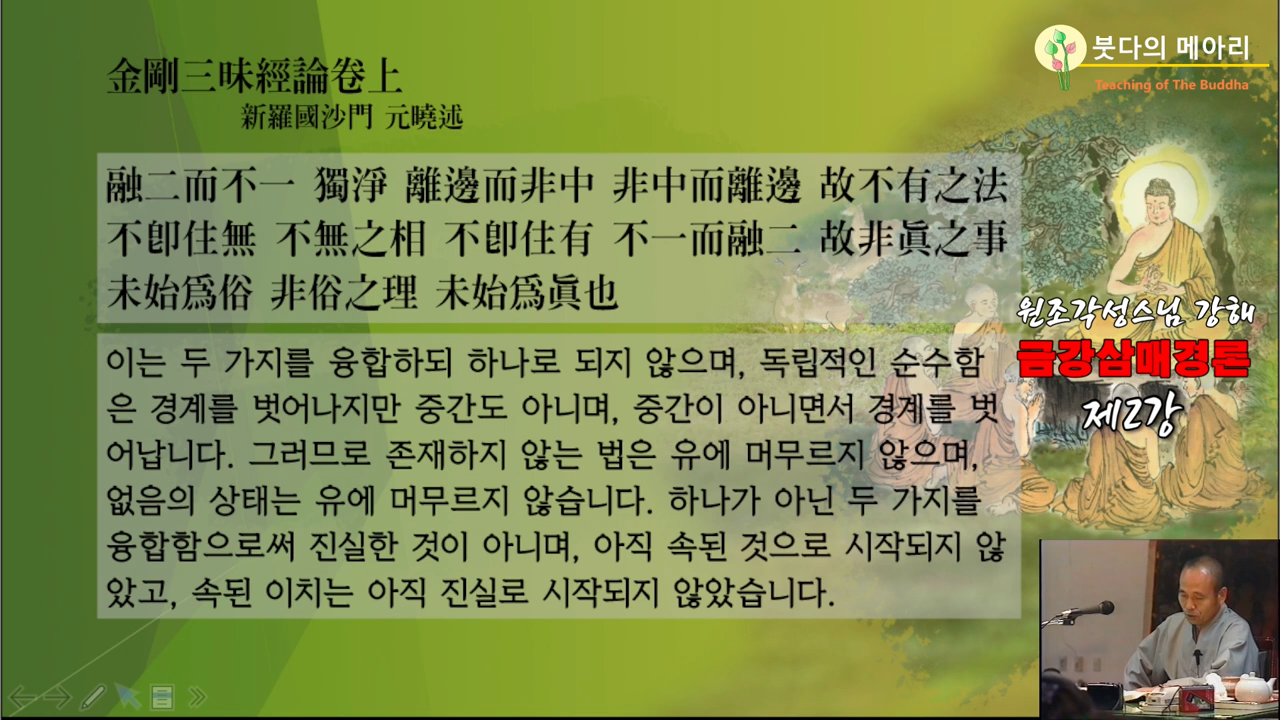 金剛三昧經論卷上
新羅國沙門 元曉述
融二而不一 獨淨 離邊而非中 非中而離邊 故不有之法
不卽住無 不無之相 不卽住有 不一而融二 故非眞之事
未始爲俗 非俗之理 未始爲眞也
이는 두 가지를 융합하되 하나로 되지 않으며, 독립적인 순수함
은 경계를 벗어나지만 중간도 아니며, 중간이 아니면서 경계를 벗
어납니다. 그러므로 존재하지 않는 법은 유에 머무르지 않으며,
없음의 상태는 유에 머무르지 않습니다. 하나가 아닌 두 가지를
융합함으로써 진실한 것이 아니며, 아직 속된 것으로 시작되지 않
았고, 속된 이치는 아직 진실로 시작되지 않았습니다.
붓다의 메아리
Teaching of The Buddha
원조각성스님 강해
금강삼매경론
제2강